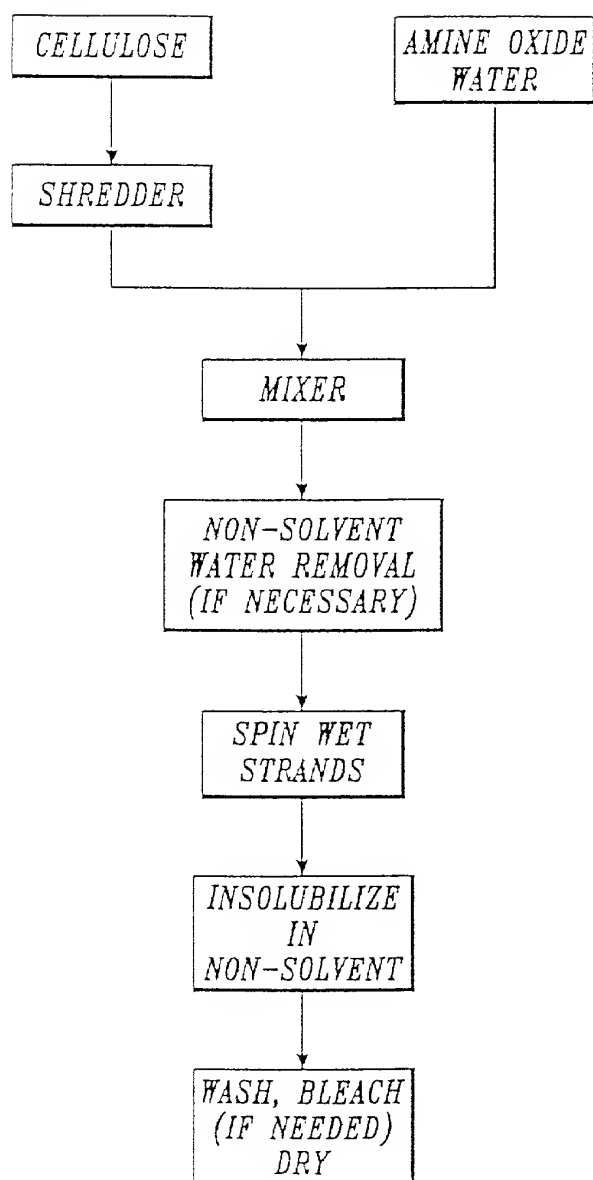 CELLULOSE
AMINE OXIDE
WATER
SHREDDER
MIXER
NON-SOLVENT
WATER REMOVAL
(IF NECESSARY)
SPIN WET
STRANDS
INSOLUBILIZE
IN
NON-SOLVENT
WASH, BLEACH
(IF NEEDED)
DRY